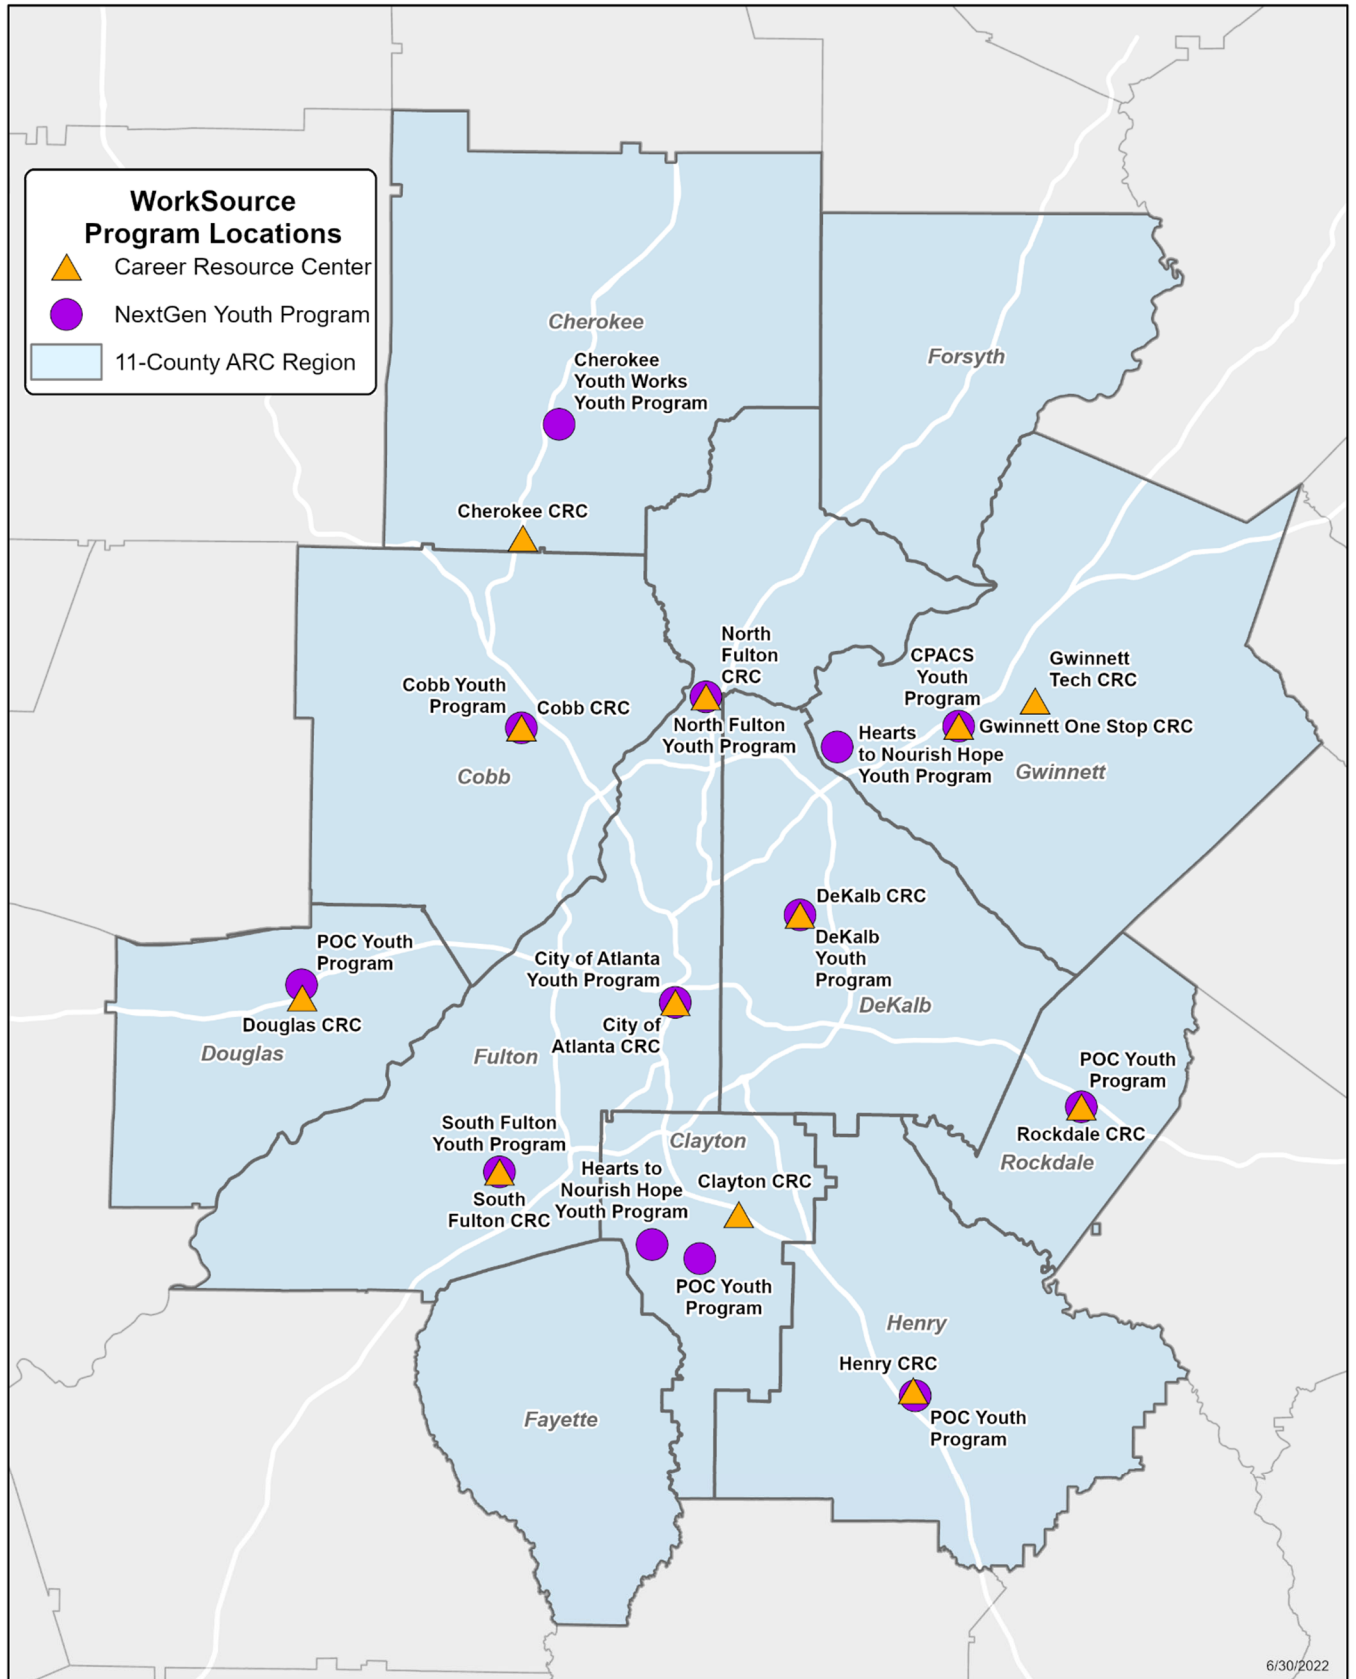 WorkSource
Program Locations
Career Resource Center
NextGen Youth Program
11-County ARC Region
Cherokee
Cherokee
Youth Works
Youth Program
Forsyth
Cherokee CRC
North
Fulton
CRC
North Fulton
Youth Program
CPACS
Youth
Program
Gwinnett
Tech CRC
Gwinnett One Stop CRC
Hearts
to Nourish Hope
Youth Program
Gwinnett
Cobb Youth
Program
Cobb CRC
Cobb
DeKalb CRC
DeKalb
Youth
Program
DeKalb
POC Youth
Program
Douglas CRC
Douglas
City of Atlanta
Youth Program
City of
Atlanta CRC
Fulton
POC Youth
Program
Rockdale CRC
Rockdale
South Fulton
Youth Program
South
Fulton CRC
Clayton
Hearts to
Nourish Hope
Youth Program
Clayton CRC
POC Youth
Program
Henry
Henry CRC
POC Youth
Program
Fayette
6/30/2022